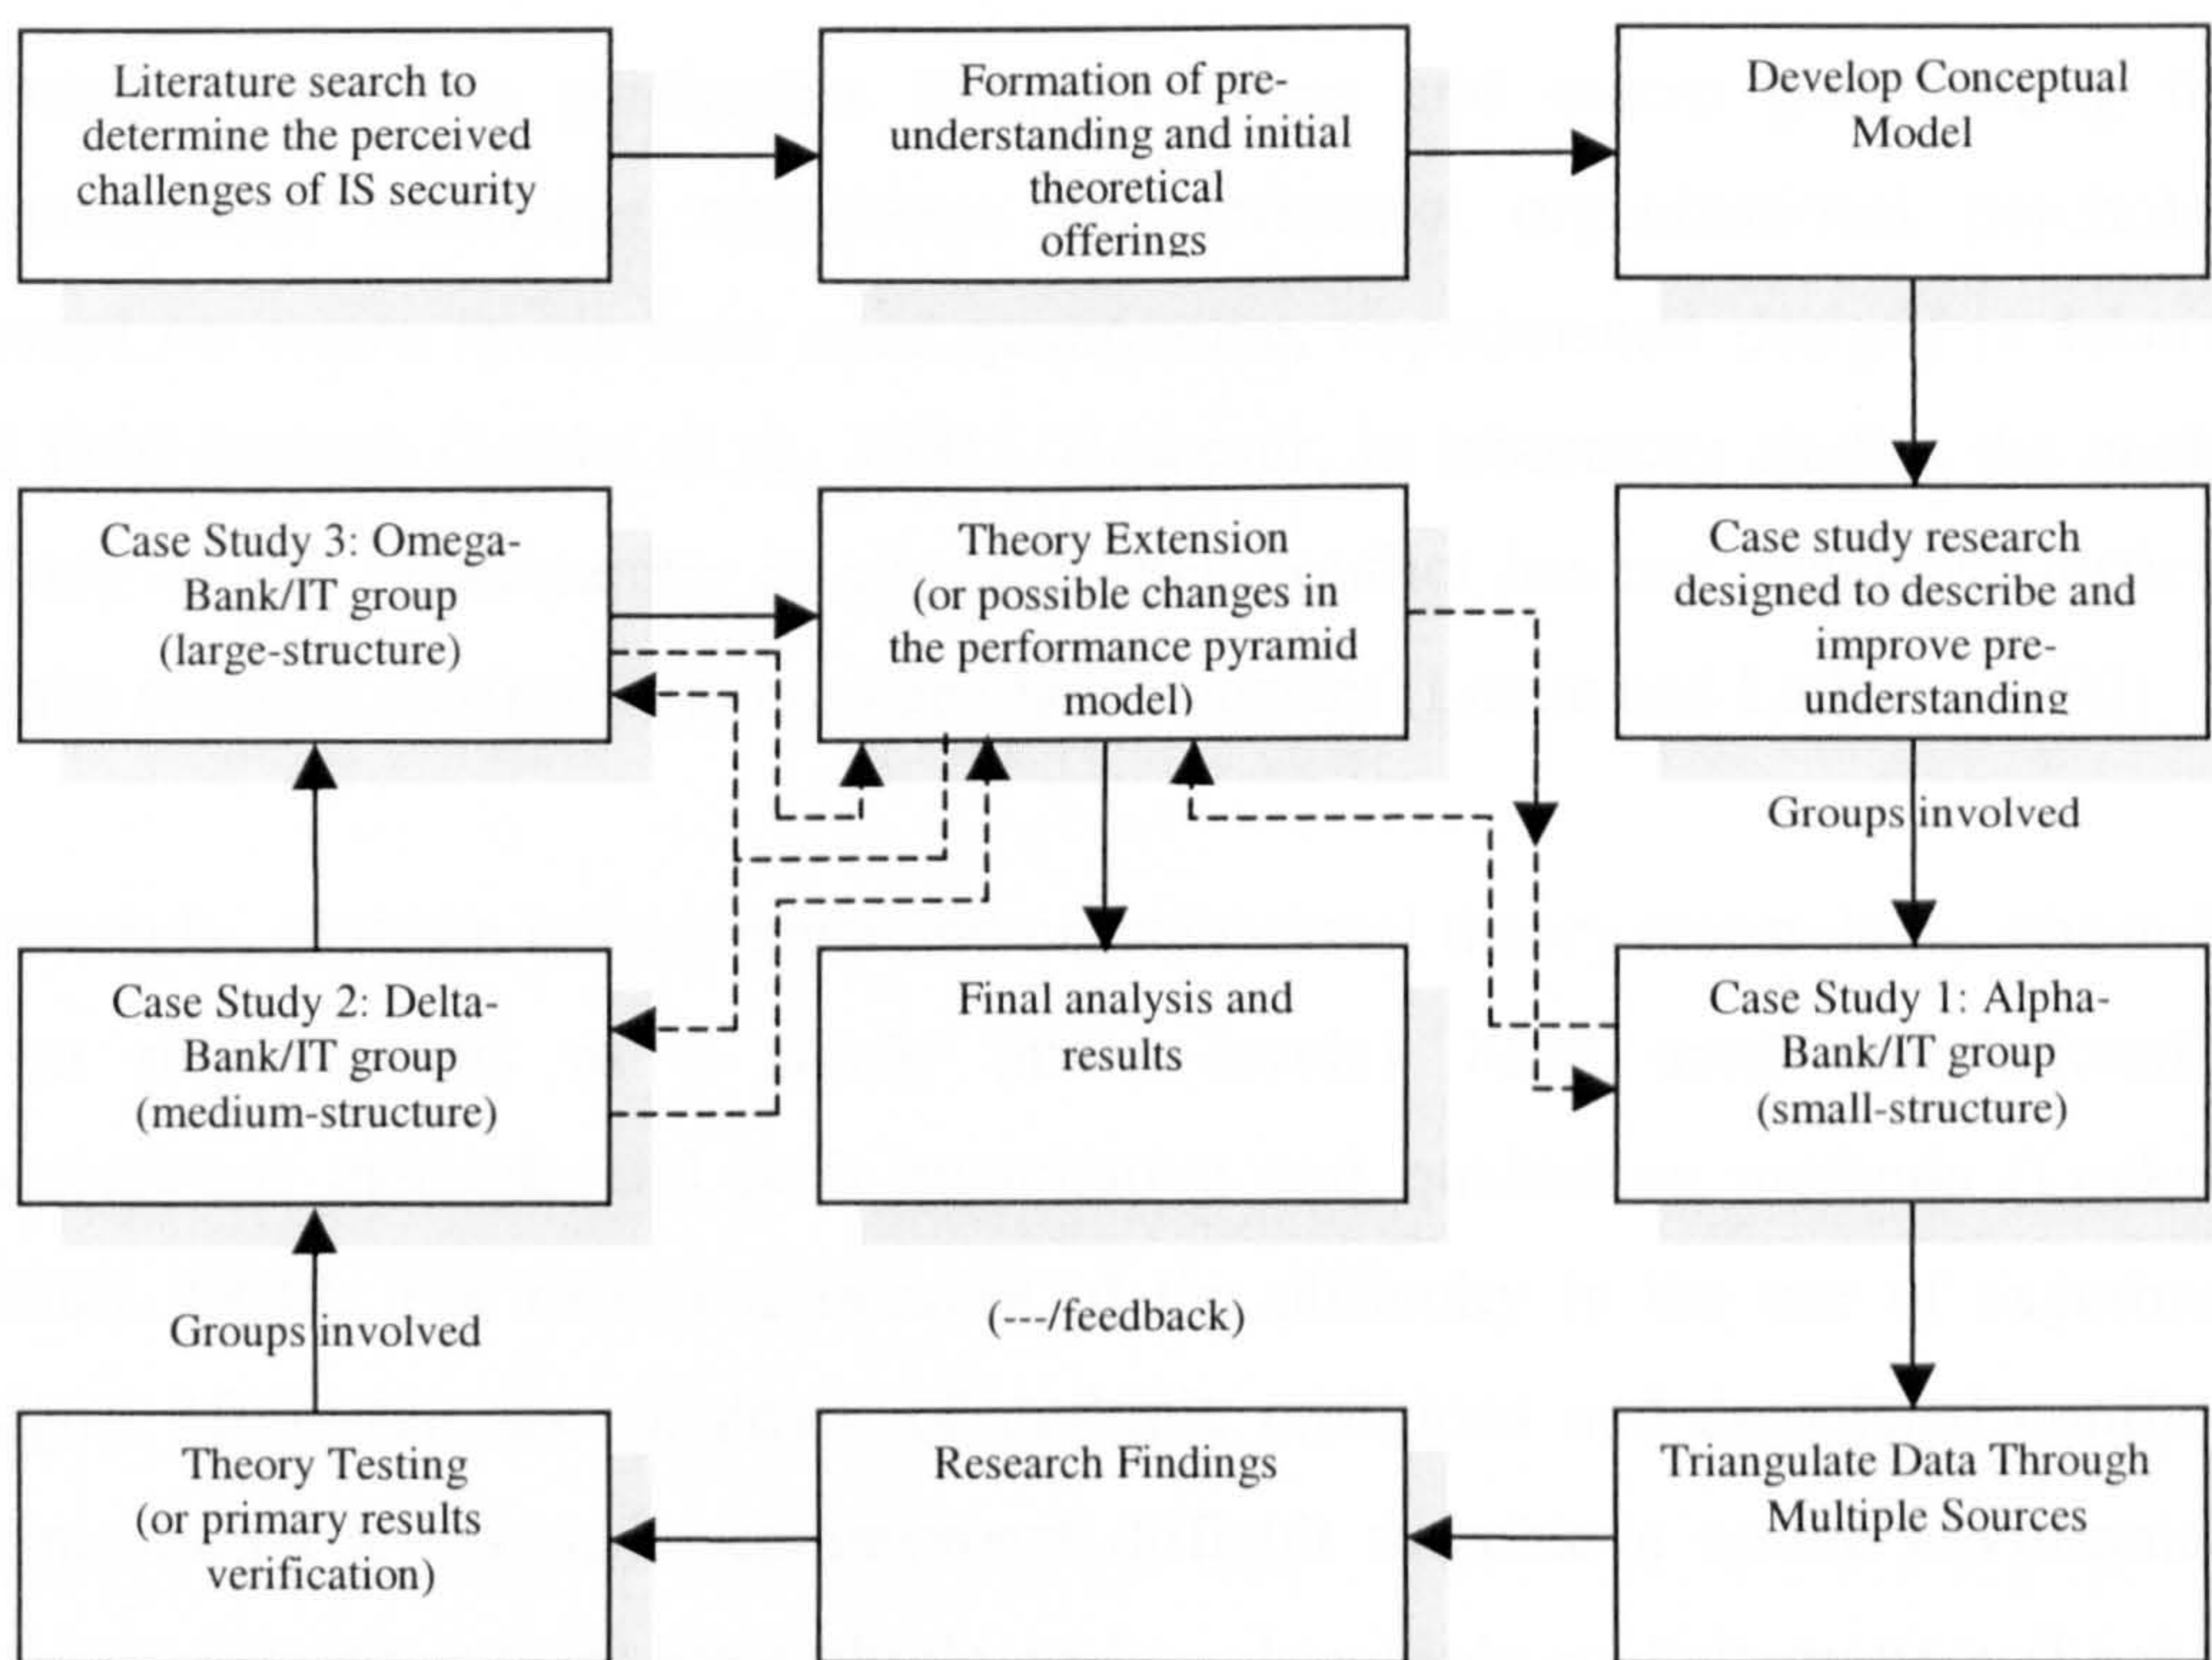 Literature search to
determine the perceived
challenges of IS security
Formation of pre-
understanding and initial
theoretical
offerings
Develop Conceptual
Model
Case Study 3: Omega-
Bank/IT group
(large-structure)
Theory Extension
(or possible changes in
the performance pyramid
model)
Case study research
designed to describe and
improve pre-
understanding
Groups involved
Case Study 2: Delta-
Bank/IT group
(medium-structure)
Final analysis and
results
Case Study 1: Alpha-
Bank/IT group
(small-structure)
Groups involved
(---/feedback)
Theory Testing
(or primary results
verification)
Research Findings
Triangulate Data Through
Multiple Sources